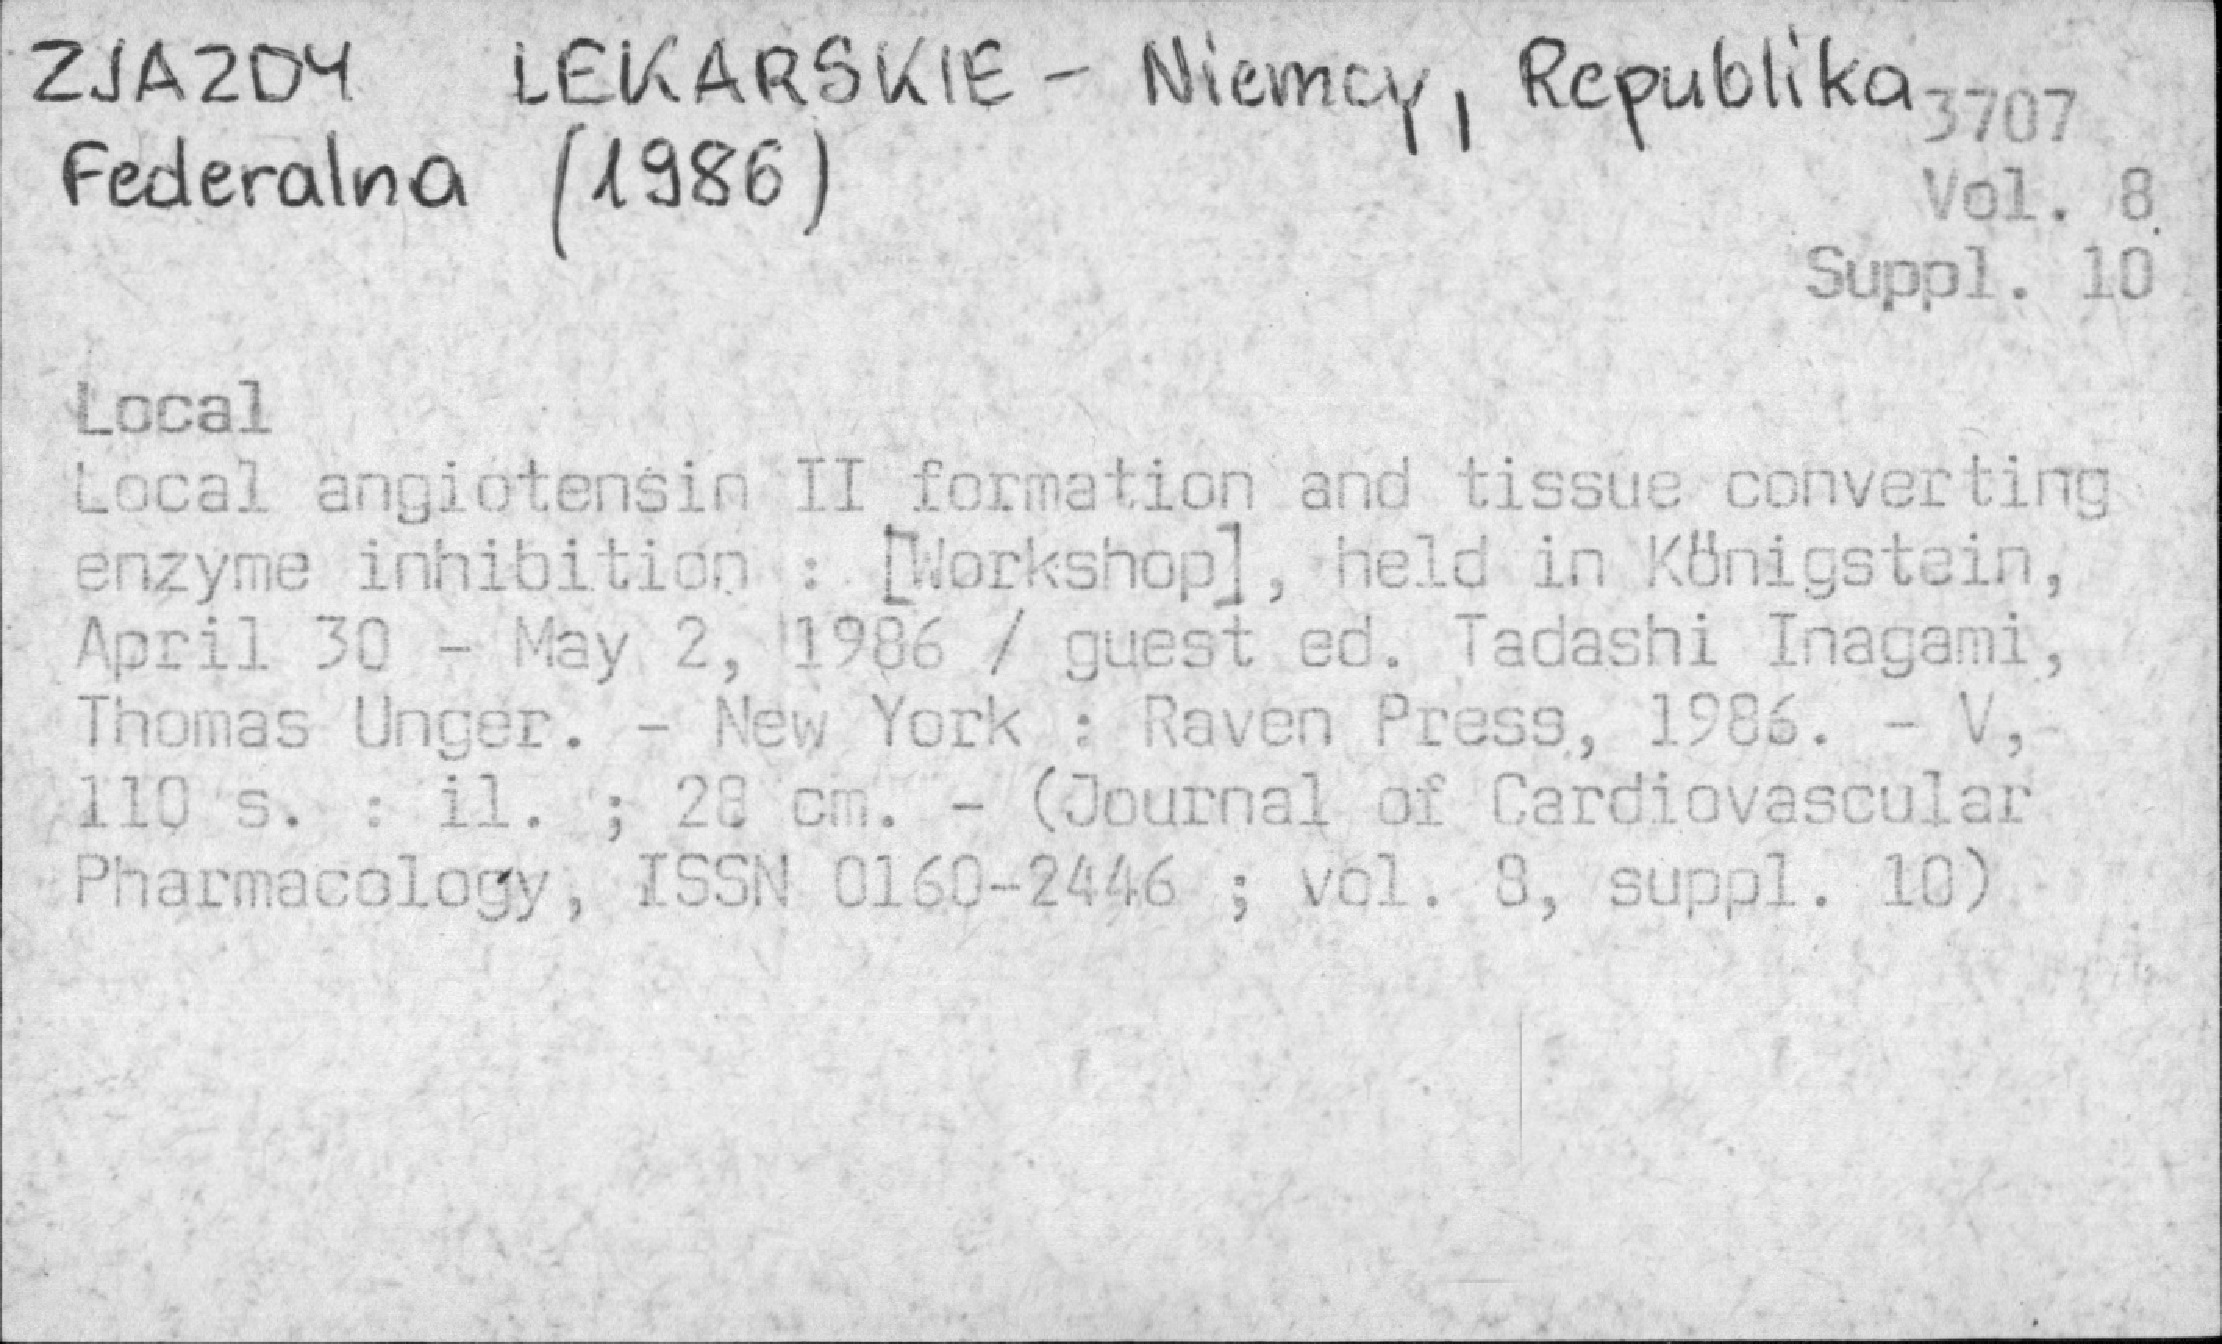 ZJAZDY LEKARSKIE - Niemcy, Republika
3707
Federalna (1986)
Vol. 8
Suppl. 10
Local
Local angiotensin II formation and tissue converting
enzyme inhibition : [Workshop], held in Königstein,
April 30 - May 2, 1986 / guest ed. Tadashi Inagami,
Thomas Unger. - New York : Raven Press, 1986. - V,
110 s. : il. ; 28 cm. - (Journal of Cardiovascular
Pharmacology, ISSN 0160-2446 ; vol. 8, suppl. 10)